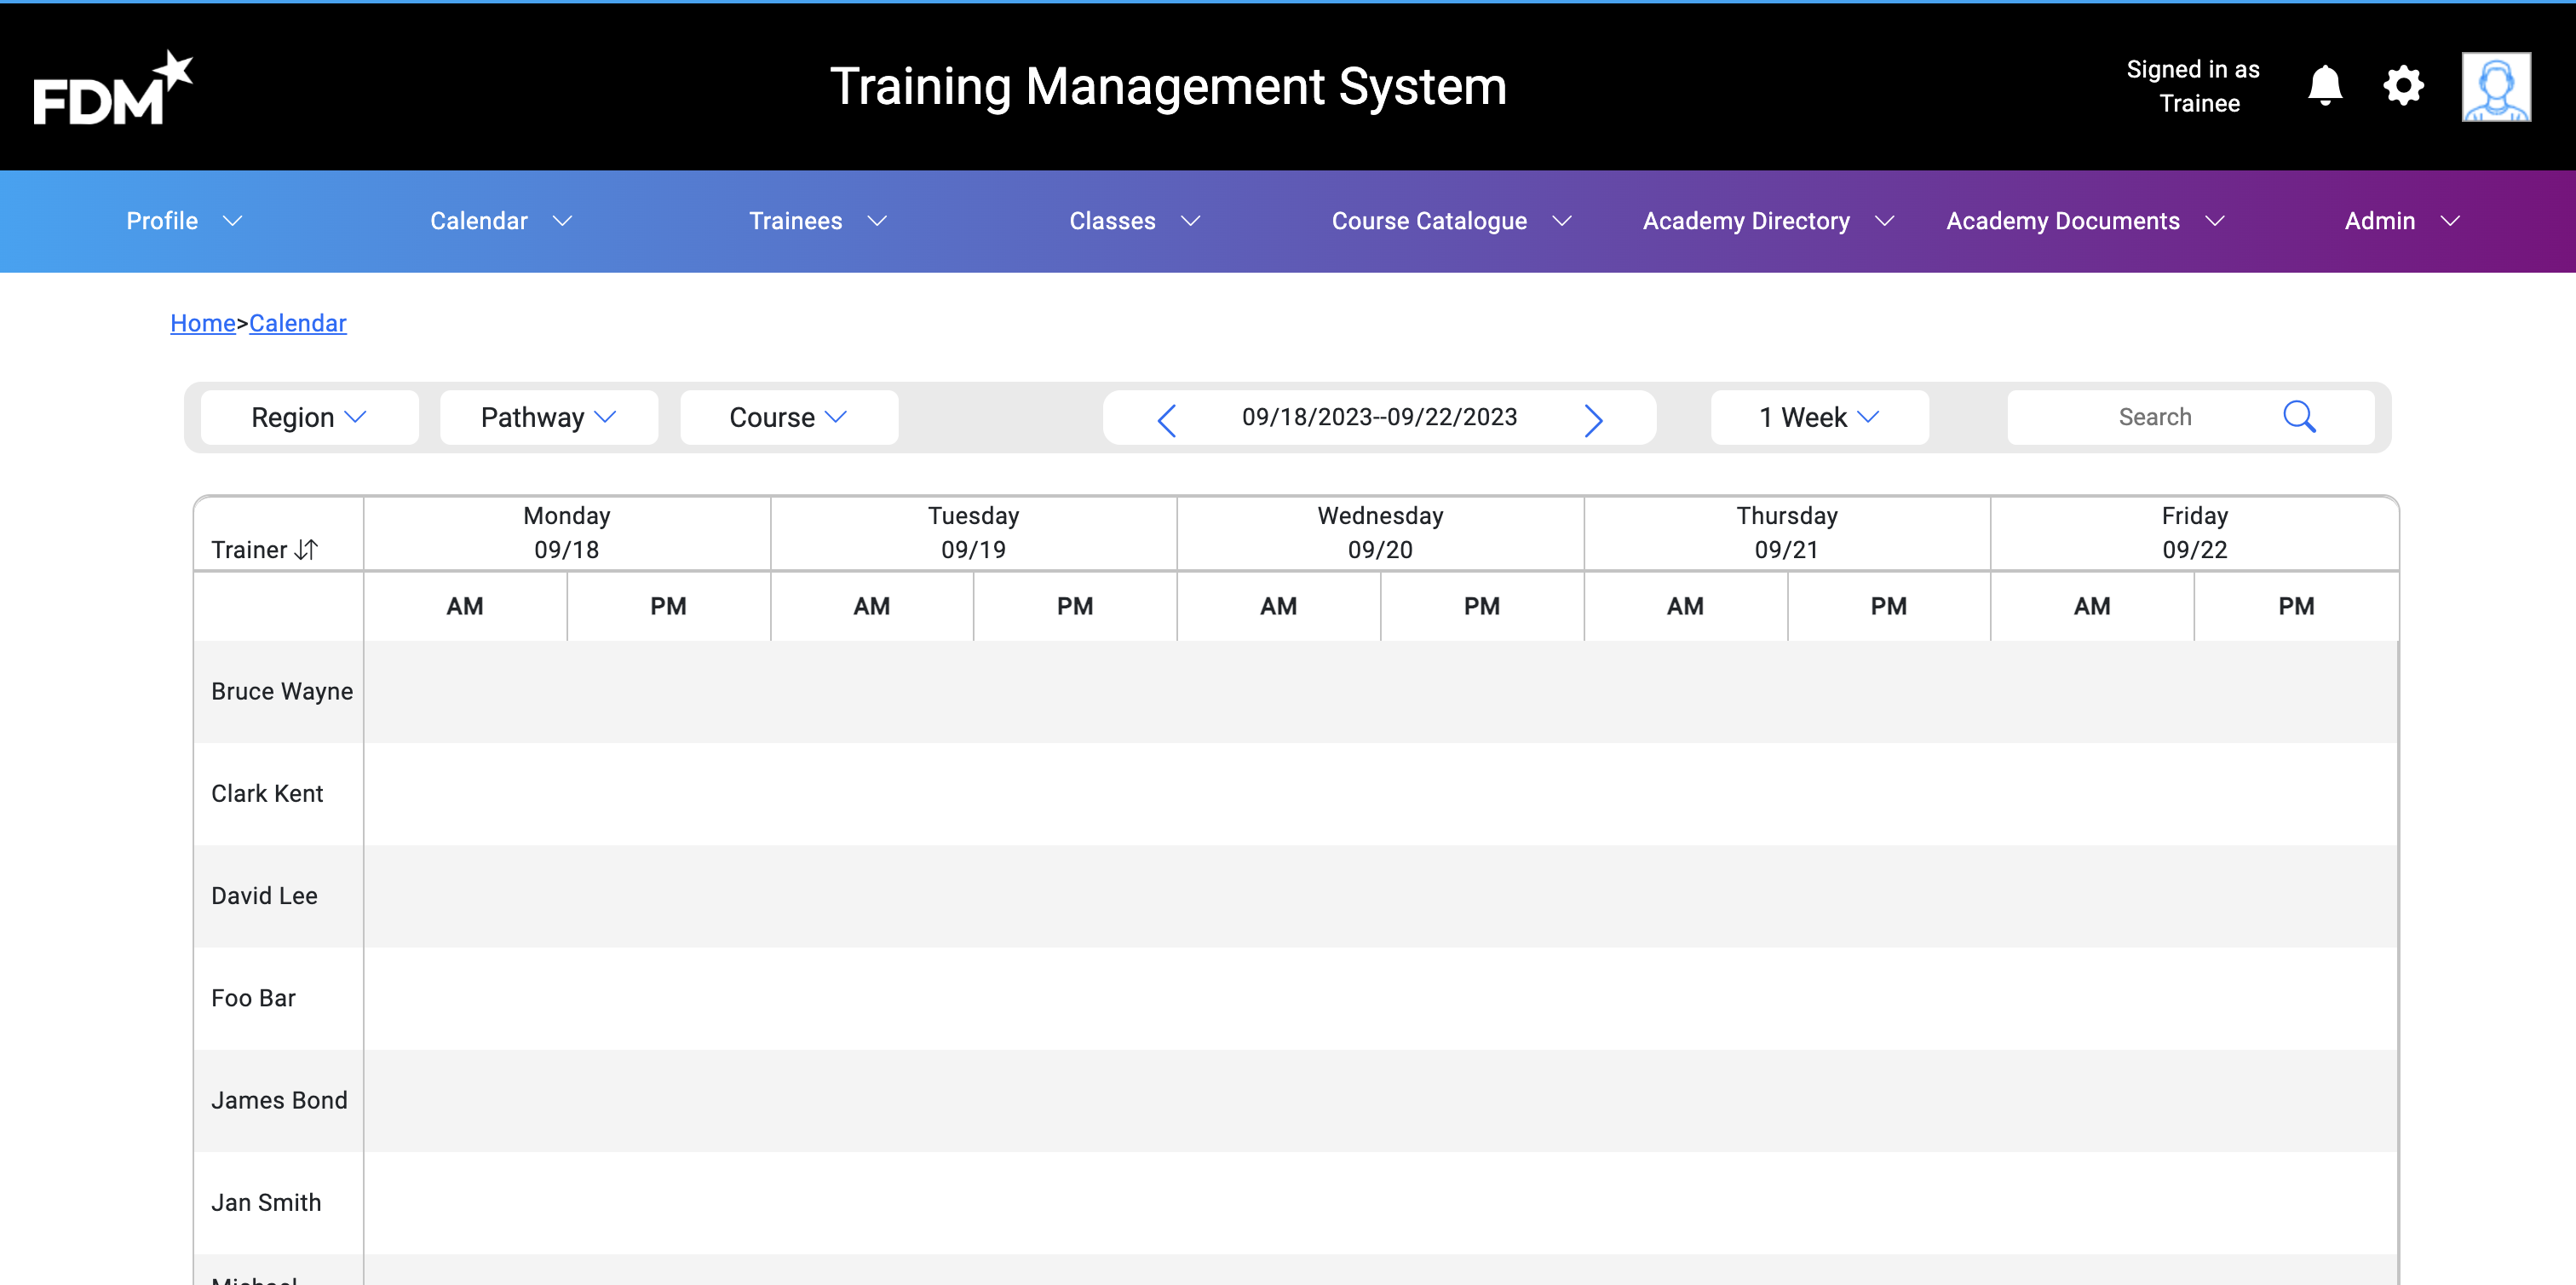 FDM
Training Management System
Signed in as
Trainee
Profile
Calendar
Trainees
Classes
Course Catalogue
Academy Directory
Academy Documents
Admin
Home>Calendar
Region
Pathway
Course
09/18/2023--09/22/2023
1 Week
Search
Trainer
Monday
09/18
Tuesday
09/19
Wednesday
09/20
Thursday
09/21
Friday
09/22
AM PM AM PM AM PM AM PM AM PM
Bruce Wayne
Clark Kent
David Lee
Foo Bar
James Bond
Jan Smith
Michael